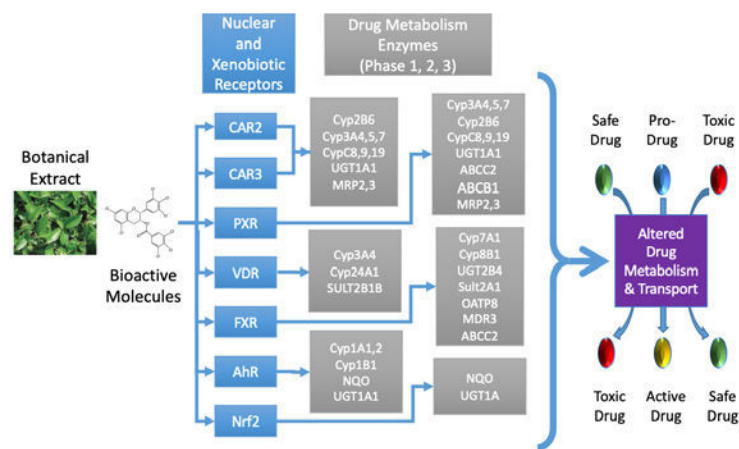 Nuclear
and
Xenobiotic
Receptors
Drug Metabolism
Enzymes
(Phase 1, 2, 3)
Botanical
Extract
Bioactive
Molecules
CAR2
CAR3
PXR
VDR
FXR
AhR
Nrf2
Cyp2B6
Cyp3A4,5,7
CypC8,9,19
UGT1A1
MRP2,3
Cyp3A4,5,7
Cyp2B6
CypC8,9,19
UGT1A1
ABCC2
ABCB1
MRP2,3
Cyp3A4
Cyp24A1
SULT2B1B
Cyp7A1
Cyp8B1
UGT2B4
Sult2A1
OATP8
MDR3
ABCC2
Cyp1A1,2
Cyp1B1
NQO
UGT1A1
NQO
UGT1A
Safe
Drug
Pro-
Drug
Toxic
Drug
Altered
Drug
Metabolism
& Transport
Toxic
Drug
Active
Drug
Safe
Drug